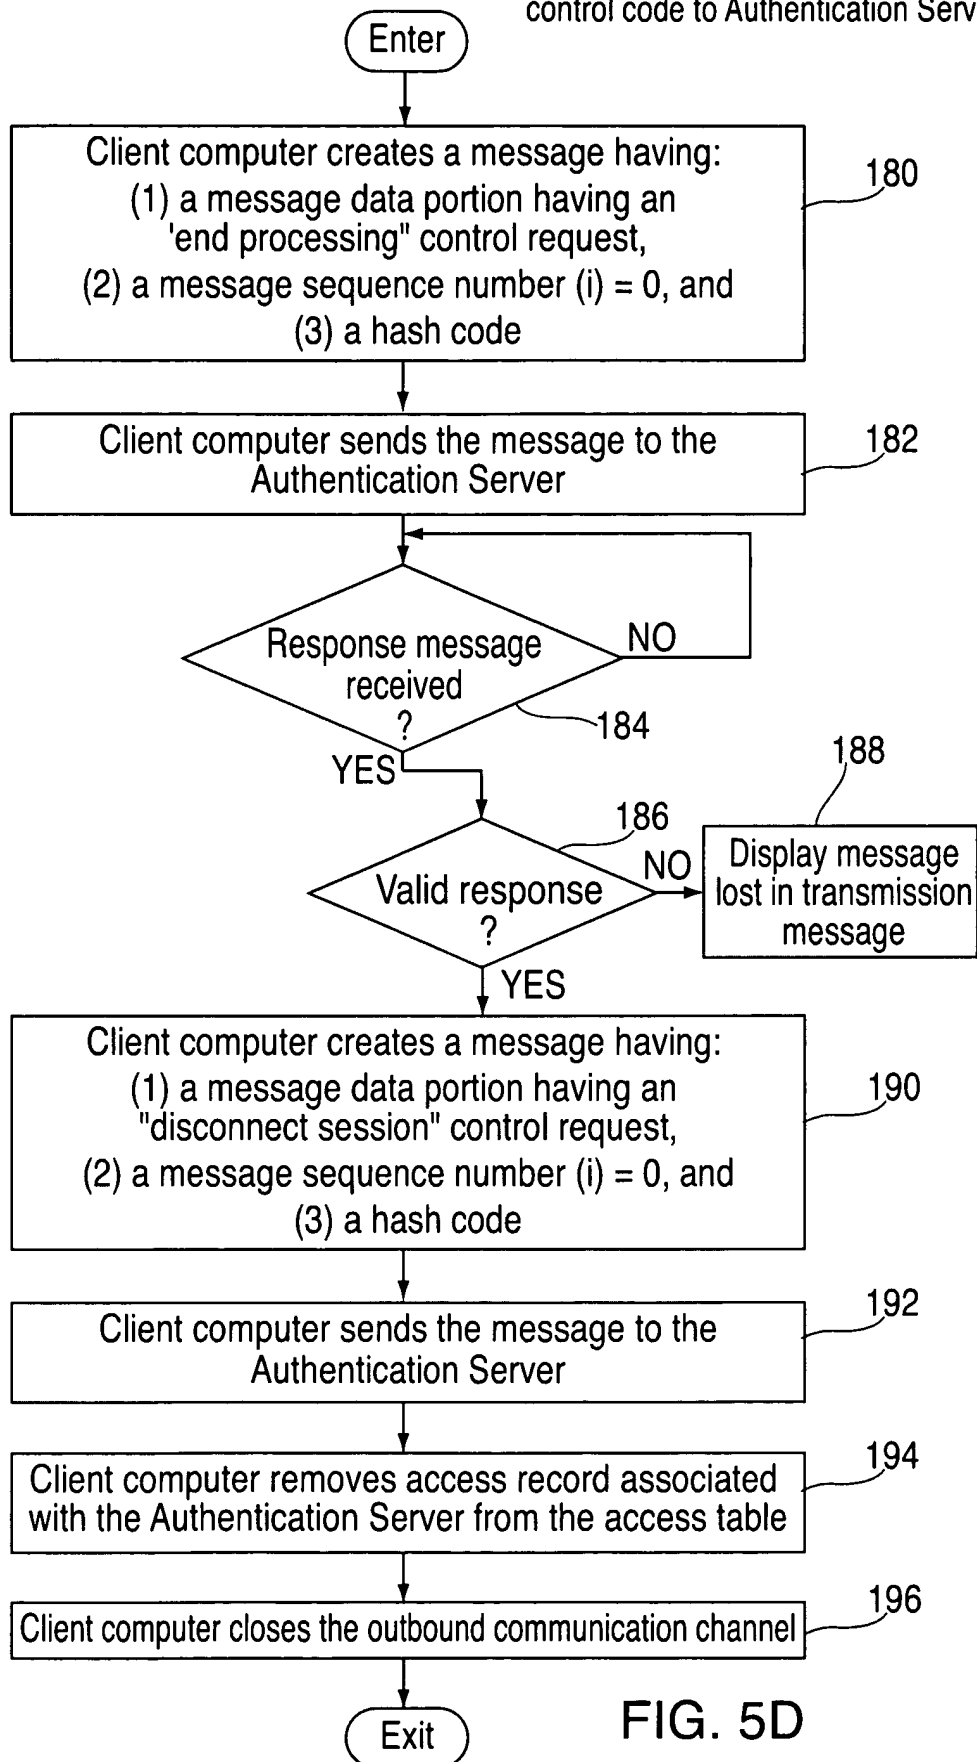 control code to Authentication Serv
Enter
Client computer creates a message having:
(1) a message data portion having an
'end processing" control request,
(2) a message sequence number (i) = 0, and
(3) a hash code
180
Client computer sends the message to the
Authentication Server
182
Response message
received
?
NO
184
YES
186
188
Valid response
?
NO
Display message
lost in transmission
message
YES
Client computer creates a message having:
(1) a message data portion having an
"disconnect session" control request,
(2) a message sequence number (i) = 0, and
(3) a hash code
190
Client computer sends the message to the
Authentication Server
192
Client computer removes access record associated
with the Authentication Server from the access table
194
Client computer closes the outbound communication channel
196
Exit
FIG. 5D